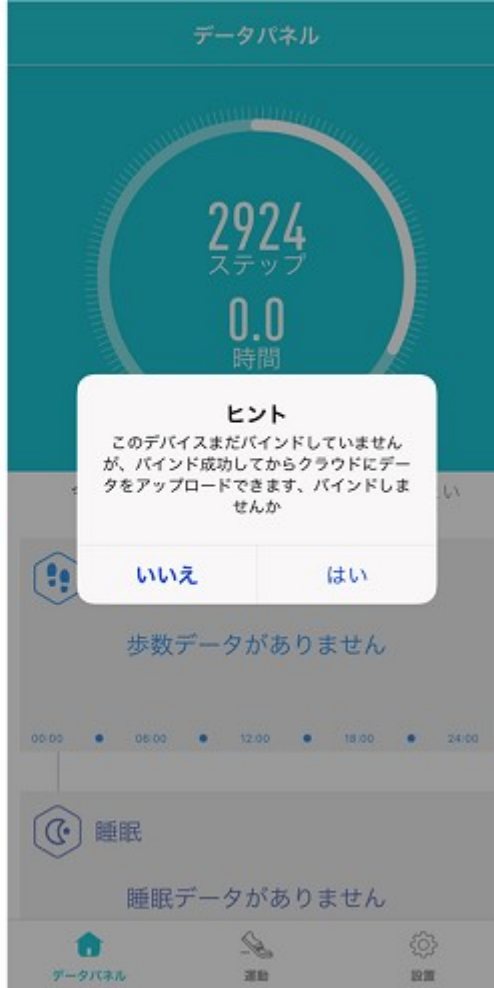 データパネル
2924
ステップ
0.0
時間
ヒント
このデバイスまだバインドしていません
が、バインド成功してからクラウドにデー
タをアップロードできます、バインドしま
せんか
い
いいえ
はい
歩数データがありません
00:00 06:00 12:00 18:00 24:00
睡眠
睡眠データがありません
データパネル 運動 設置